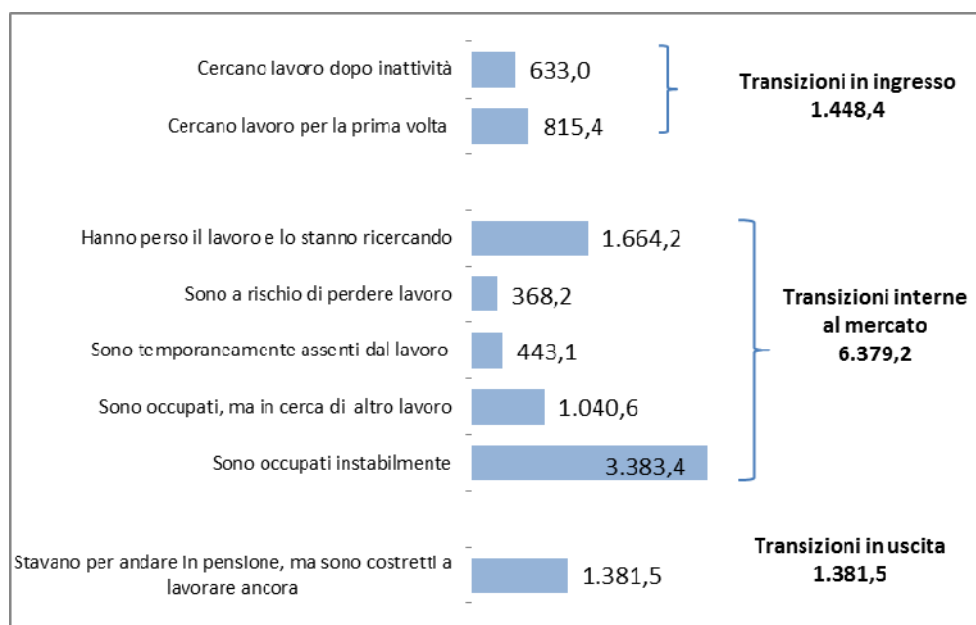 Cercano lavoro dopo inattività
633,0
Transizioni in ingresso
1.448,4
Cercano lavoro per la prima volta
815,4
Hanno perso il lavoro e lo stanno ricercando
1.664,2
Sono a rischio di perdere lavoro
368,2
Transizioni interne
al mercato
6.379,2
Sono temporaneamente assenti dal lavoro
443,1
Sono occupati, ma in cerca di altro lavoro
1.040,6
Sono occupati instabilmente
3.383,4
Stavano per andare in pensione, ma sono costretti a
lavorare ancora
1.381,5
Transizioni in uscita
1.381,5